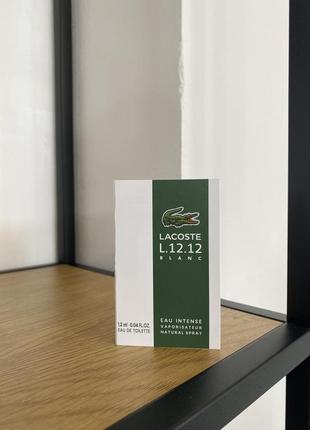 LACOSTE
L.12.12
BLANC
EAU INTENSE
VAPORISATEUR
NATURAL SPRAY
1.2 ml · 0.04 FL.OZ.
EAU DE TOILETTE